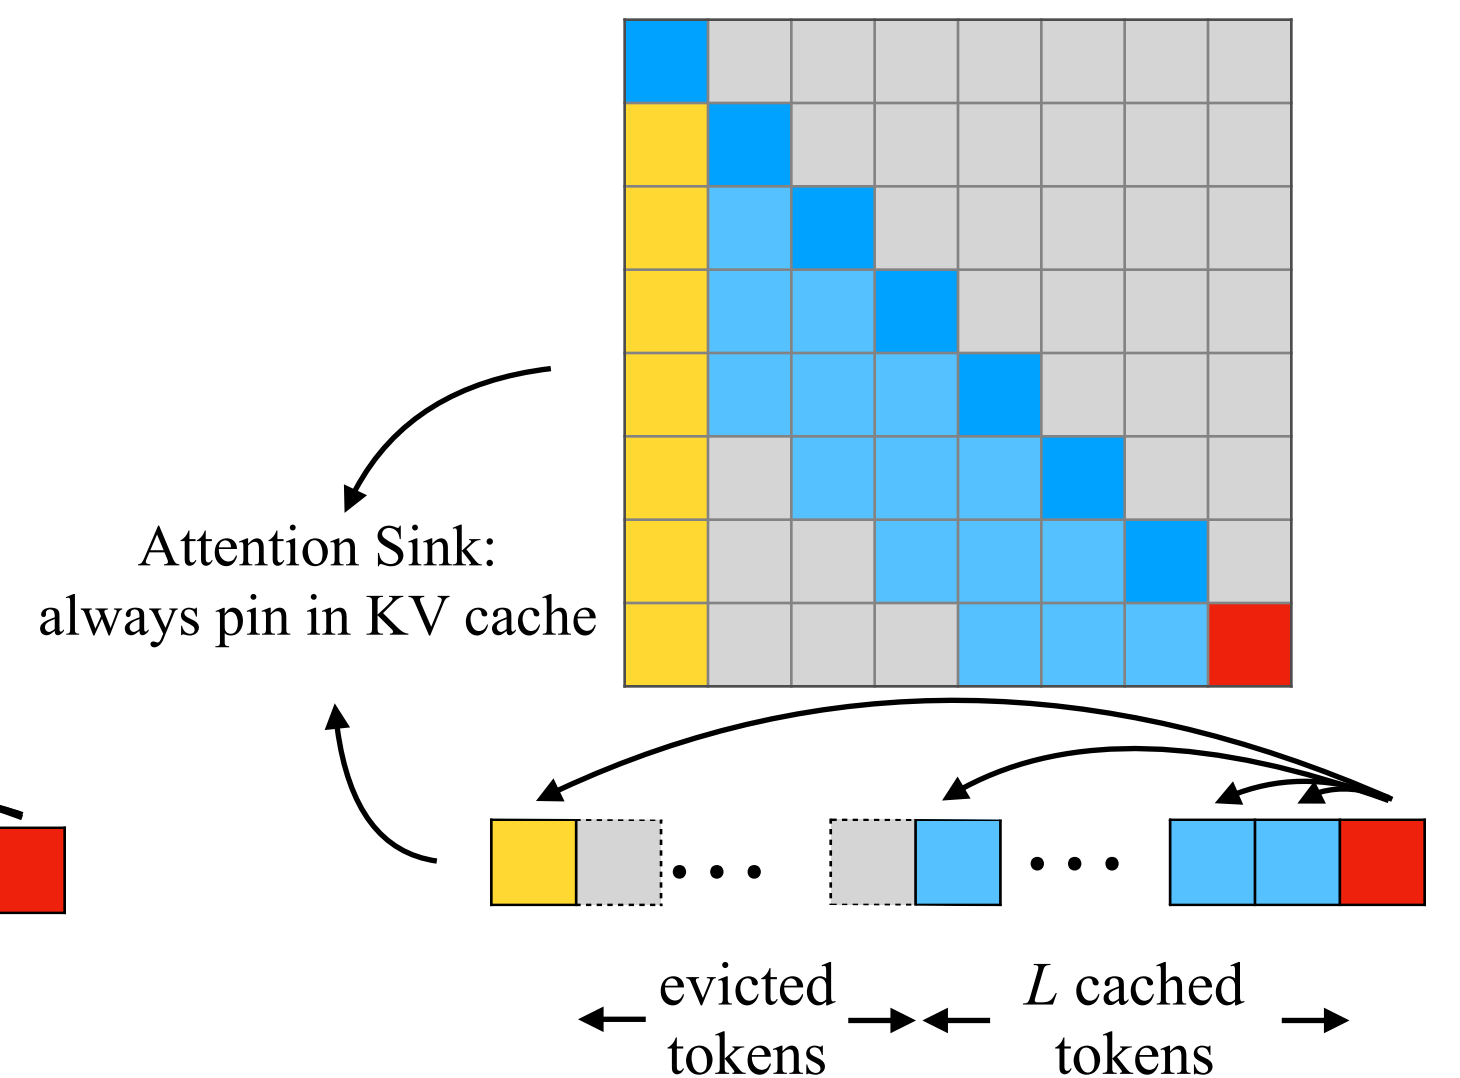 Attention Sink:
always pin in KV cache
evicted
tokens
L cached
tokens